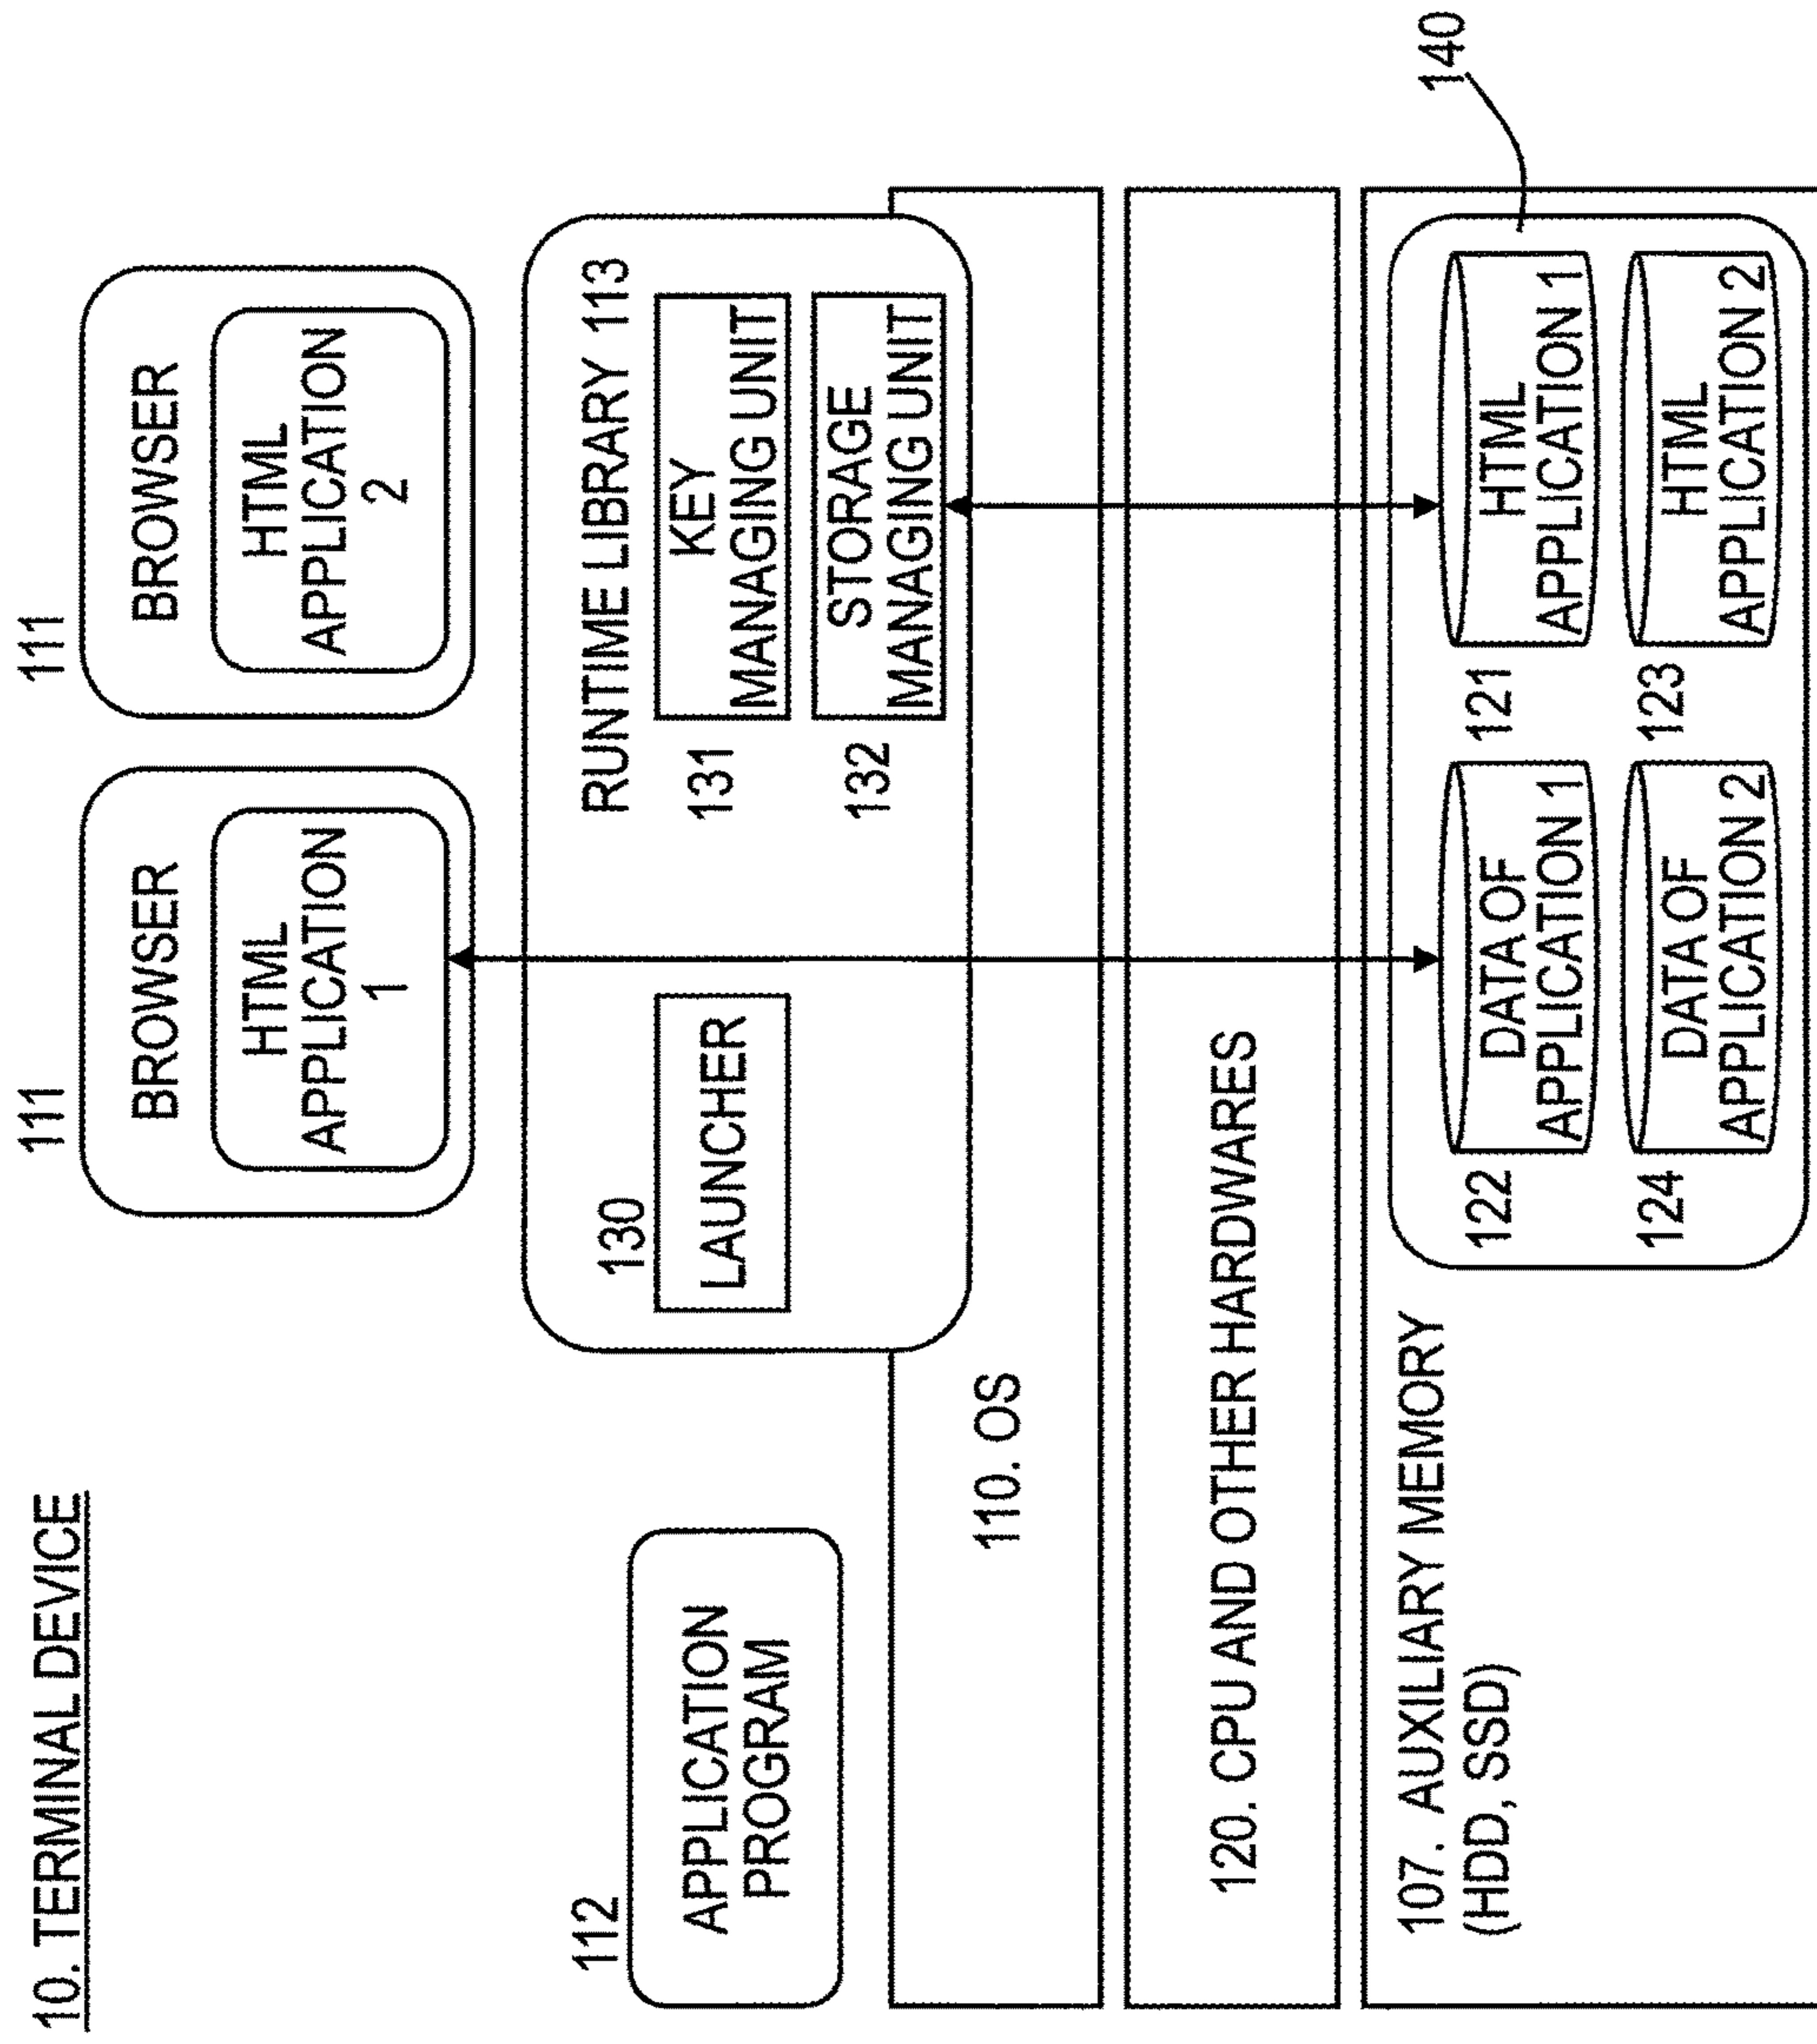 10. TERMINAL DEVICE
111
BROWSER
HTML
APPLICATION
1
111
BROWSER
HTML
APPLICATION
2
112
APPLICATION
PROGRAM
RUNTIME LIBRARY 113
130
LAUNCHER
131
KEY
MANAGING UNIT
132
STORAGE
MANAGING UNIT
110. OS
120. CPU AND OTHER HARDWARES
107. AUXILIARY MEMORY
(HDD, SSD)
140
122
DATA OF
APPLICATION 1
121
HTML
APPLICATION 1
124
DATA OF
APPLICATION 2
123
HTML
APPLICATION 2